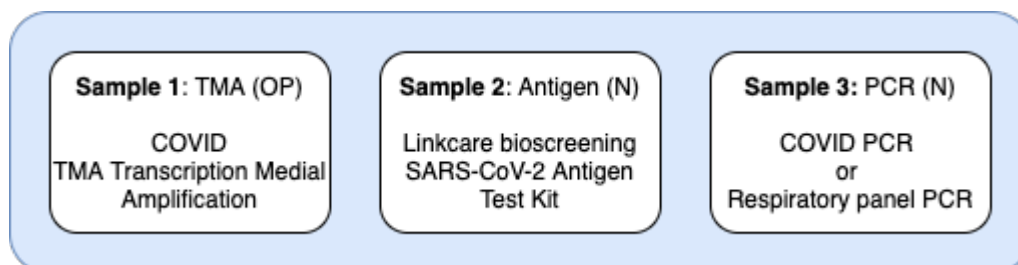 Sample 1: TMA (OP)
COVID
TMA Transcription Medial
Amplification
Sample 2: Antigen (N)
Linkcare bioscreening
SARS-CoV-2 Antigen
Test Kit
Sample 3: PCR (N)
COVID PCR
or
Respiratory panel PCR